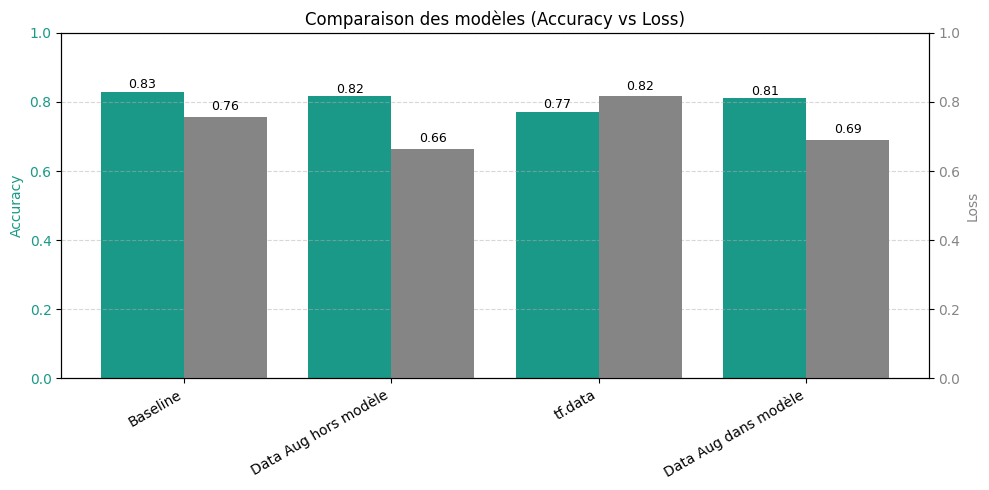 Comparaison des modèles (Accuracy vs Loss)
1.0
0.8
0.6
0.4
0.2
0.0
Accuracy
0.83
0.76
0.82
0.66
0.77
0.82
0.81
0.69
1.0
0.8
0.6
0.4
0.2
0.0
Loss
Baseline
Data Aug hors modèle
tf.data
Data Aug dans modèle